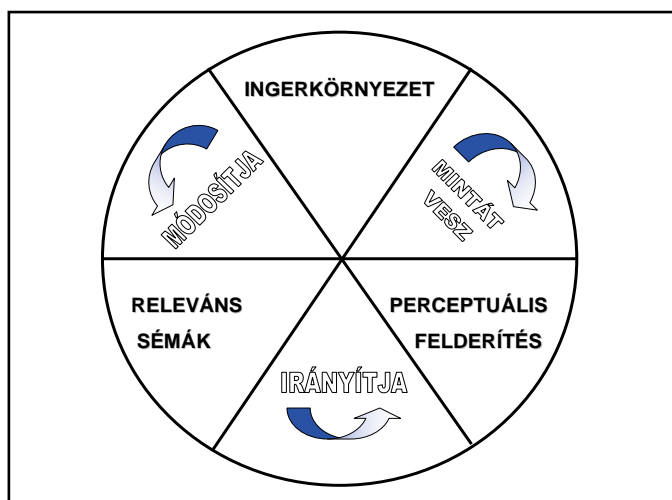 INGERKÖRNYEZET
MÓDOSÍTJA
MINTÁT
VESZ
RELEVÁNS
SÉMÁK
PERCEPTUÁLIS
FELDERÍTÉS
IRÁNYÍTJA